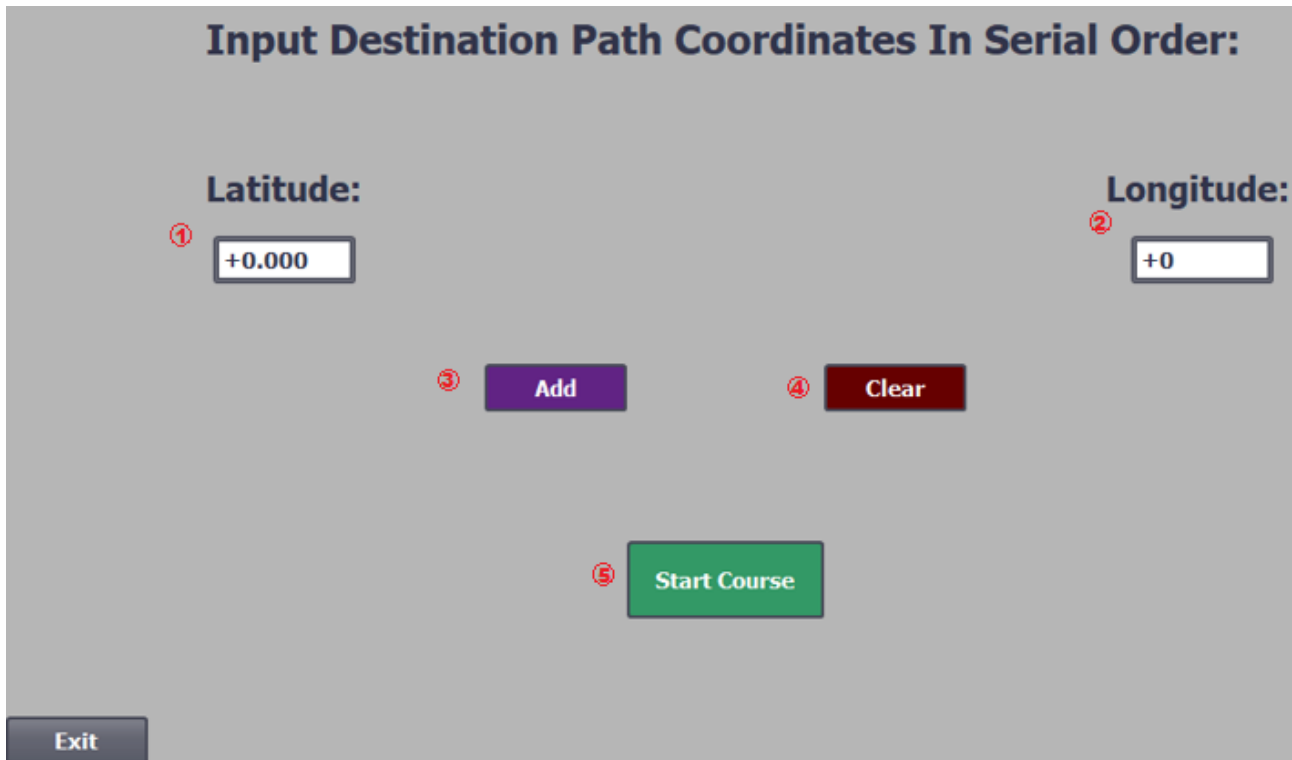 Input Destination Path Coordinates In Serial Order:
Latitude: Longitude:
① +0.000 ② +0
③ Add ④ Clear
⑤ Start Course
Exit